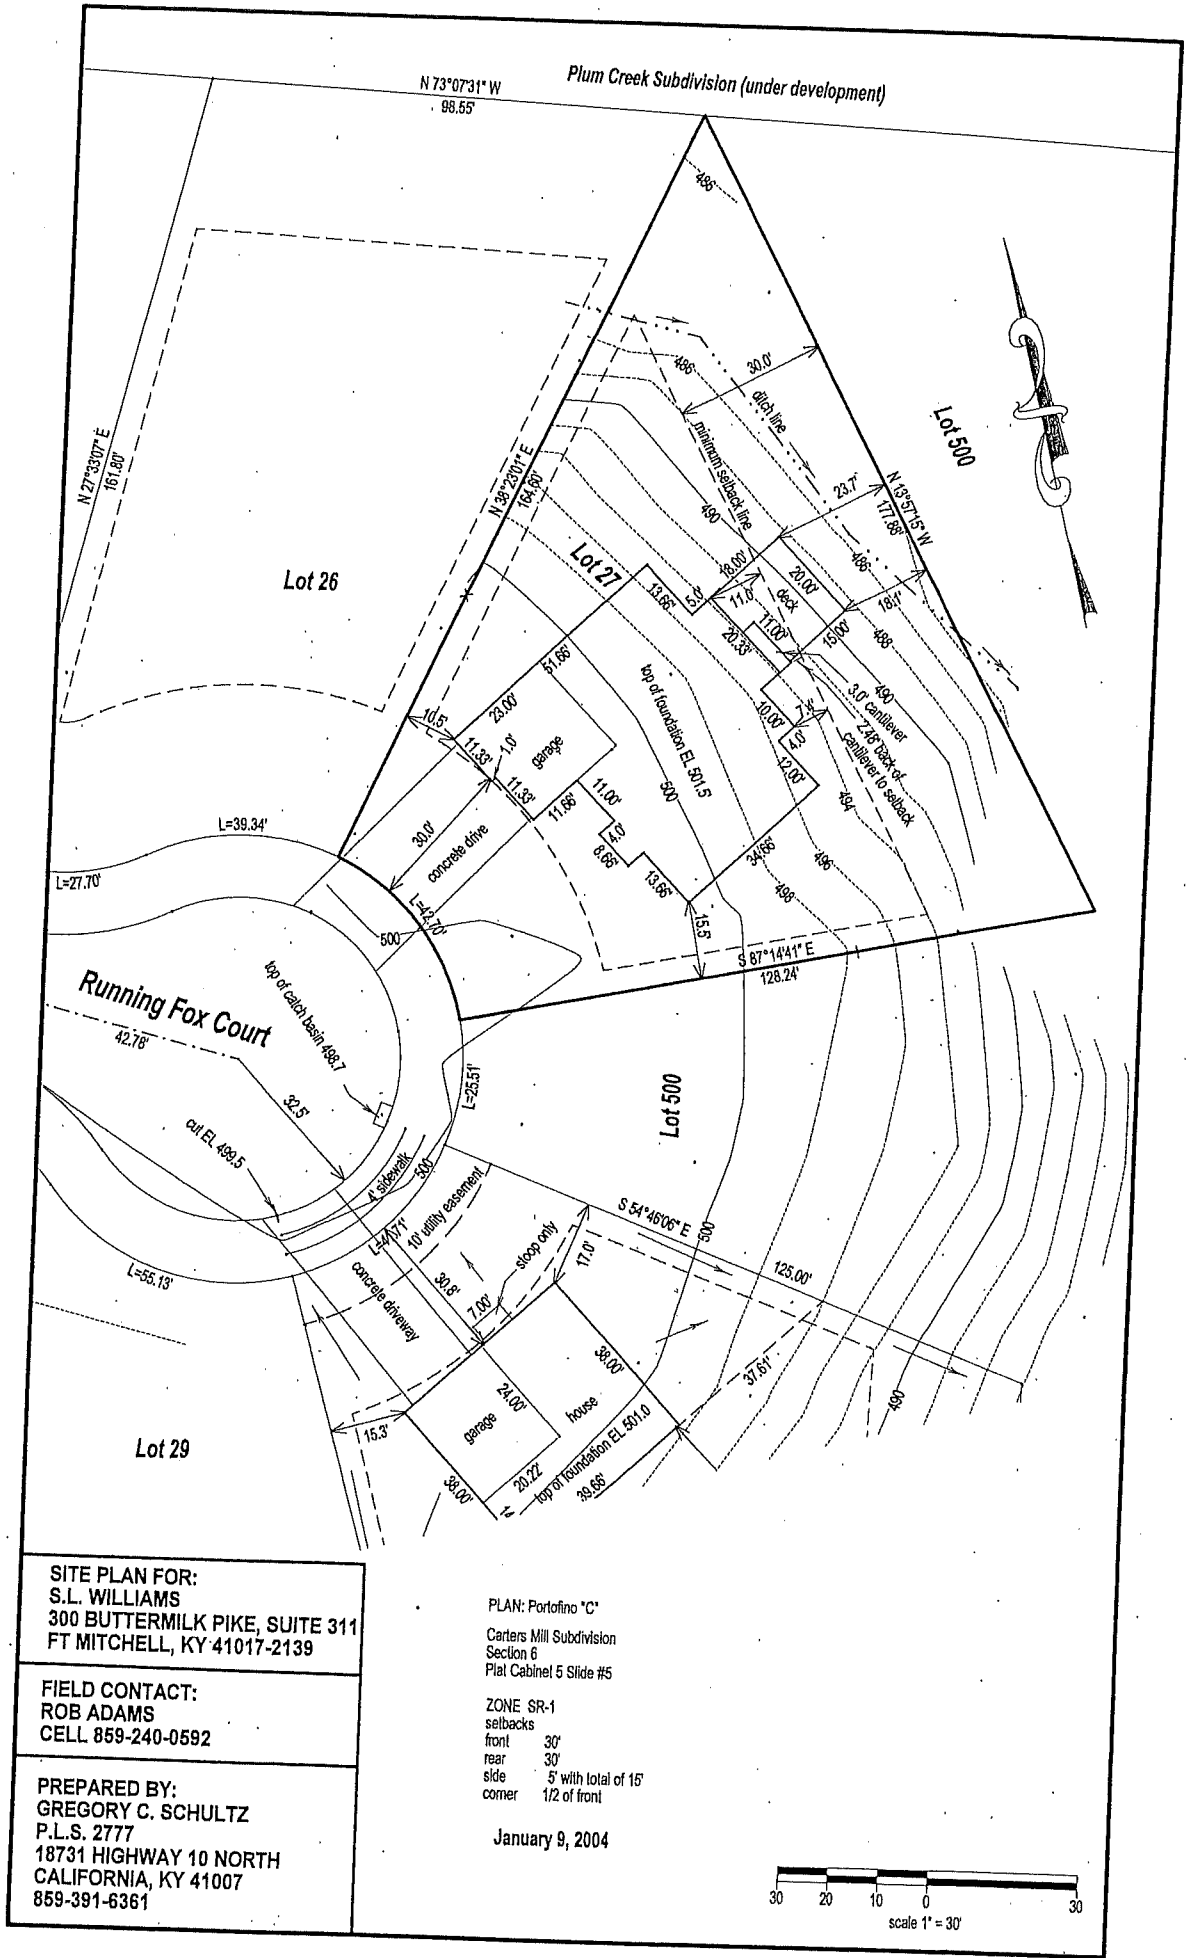 Plum Creek Subdivision (under development)
N 73°07'31" W
98.55'
486
N 27°33'07" E
161.80'
Lot 26
N 38°23'01" E
164.60'
486
30.0'
ditch line
minimum setback line
Lot 500
490
23.7'
N 13°57'15" W
177.88'
Lot 27
13.66'
5.0'
18.00'
11.0'
20.00'
deck
486
18.1'
11.00'
20.33'
15.00'
488
51.66'
top of foundation EL 501.5'
490
3.0' cantilever
2.48' back of
cantilever to setback
10.00'
4.0'
12.00'
10.5'
23.00'
11.33'
1.0'
garage
11.33'
11.66'
11.00'
4.0'
8.66'
13.66'
500
494
34.66'
496
498
30.0'
concrete drive
L=39.34'
L=27.70'
L=42.70'
500
15.5'
S 87°14'41" E
128.24'
Running Fox Court
42.78'
top of catch basin 498.7
32.5'
L=25.51'
Lot 500
cut EL 499.5
4' sidewalk
500
10' utility easement
S 54°46'06" E
125.00'
500
stoop only
17.0'
L=55.13'
concrete driveway
30.8'
7.00'
38.00'
37.61'
490
24.00'
garage
house
15.3'
Lot 29
20.22'
38.00'
14
top of foundation EL 501.0
39.66'
SITE PLAN FOR:
S.L. WILLIAMS
300 BUTTERMILK PIKE, SUITE 311
FT MITCHELL, KY 41017-2139
FIELD CONTACT:
ROB ADAMS
CELL 859-240-0592
PREPARED BY:
GREGORY C. SCHULTZ
P.L.S. 2777
18731 HIGHWAY 10 NORTH
CALIFORNIA, KY 41007
859-391-6361
PLAN: Portofino "C"
Carters Mill Subdivision
Section 6
Plat Cabinet 5 Slide #5
ZONE SR-1
setbacks
front 30'
rear 30'
side 5' with total of 15'
corner 1/2 of front
January 9, 2004
30 20 10 0 30
scale 1" = 30'